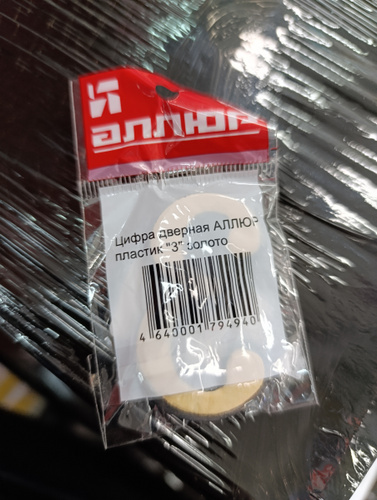 аллюр
Цифра дверная АЛЛЮР
пластик "3" золото
4 640001 794940